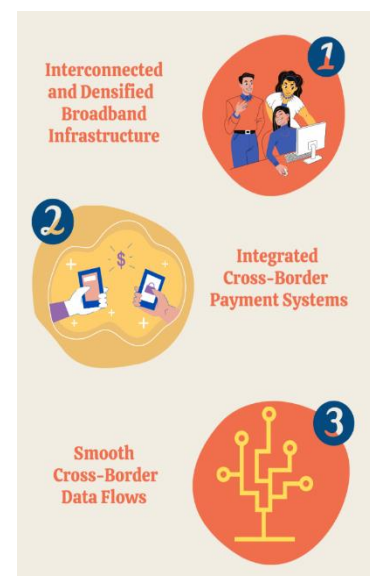 1
Interconnected
and Densified
Broadband
Infrastructure
2
$
Integrated
Cross-Border
Payment Systems
3
Smooth
Cross-Border
Data Flows